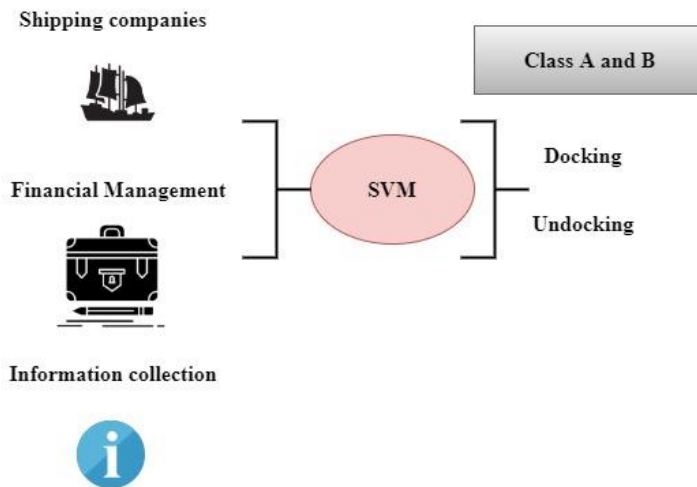 Shipping companies
Class A and B
Docking
Financial Management
SVM
Undocking
Information collection
i